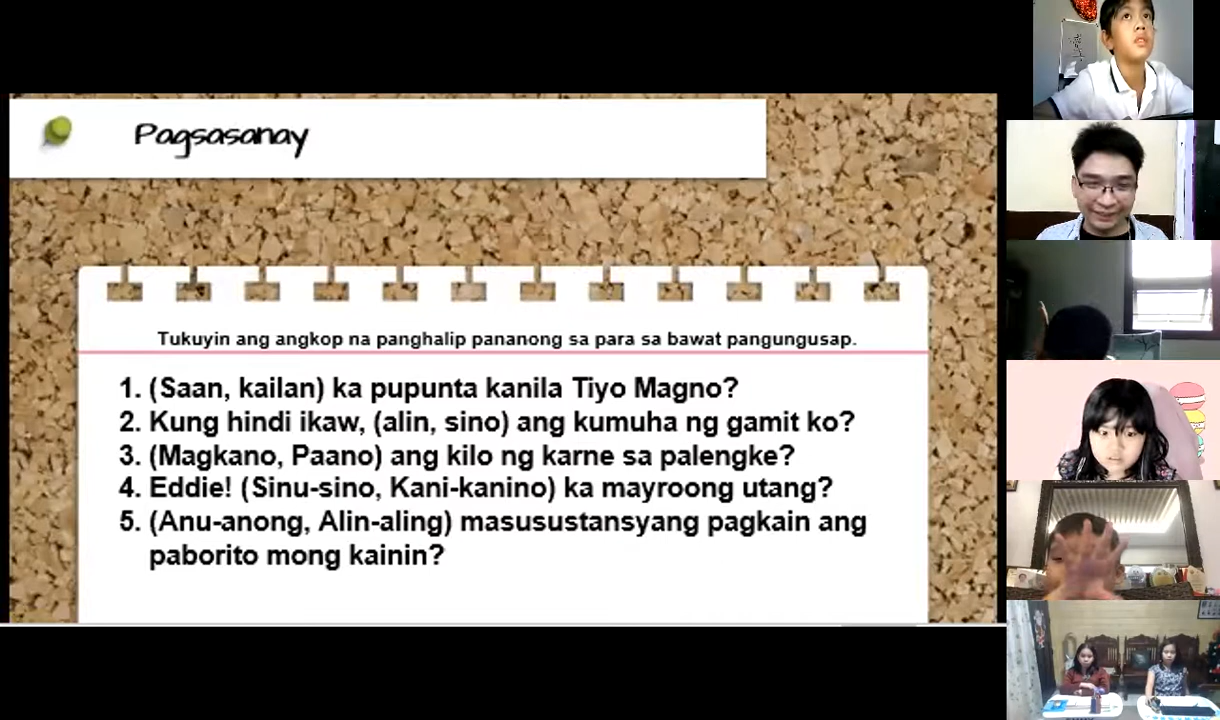 Pagsasanay
Tukuyin ang angkop na panghalip pananong sa para sa bawat pangungusap.
1. (Saan, kailan) ka pupunta kanila Tiyo Magno?
2. Kung hindi ikaw, (alin, sino) ang kumuha ng gamit ko?
3. (Magkano, Paano) ang kilo ng karne sa palengke?
4. Eddie! (Sinu-sino, Kani-kanino) ka mayroong utang?
5. (Anu-anong, Alin-aling) masusustansyang pagkain ang
paborito mong kainin?